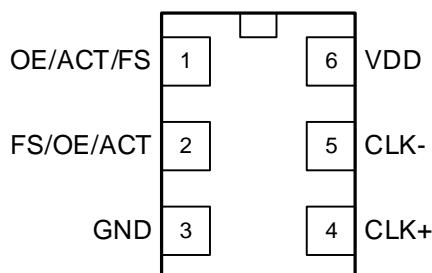 OE/ACT/FS 1 6 VDD
FS/OE/ACT 2 5 CLK-
GND 3 4 CLK+